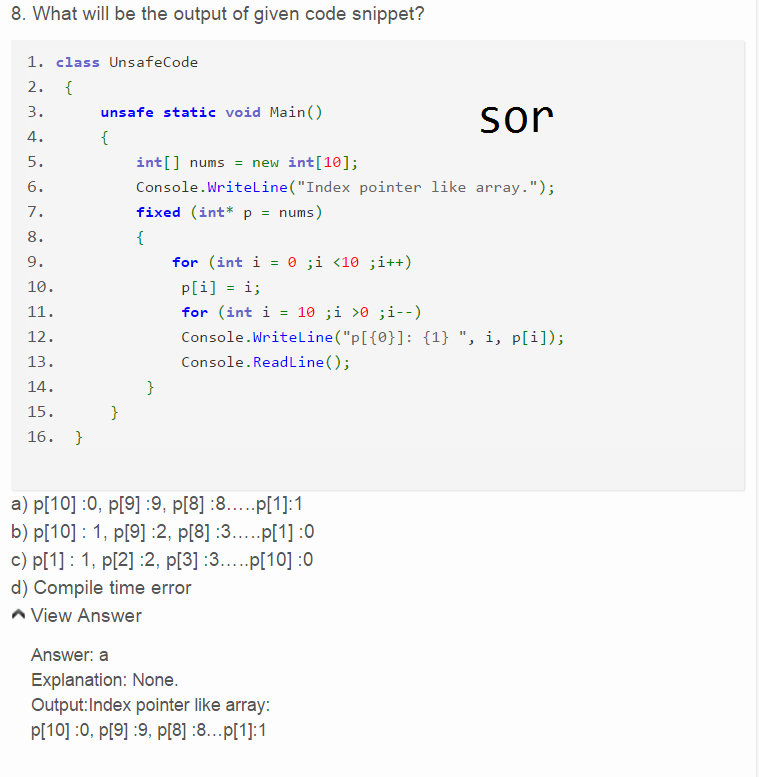 8. What will be the output of given code snippet?
1. class UnsafeCode
2. {
3. unsafe static void Main()
sor
4. {
5. int[] nums = new int[10];
6. Console.WriteLine("Index pointer like array.");
7. fixed (int* p = nums)
8. {
9. for (int i = 0 ;i <10 ;i++)
10. p[i] = i;
11. for (int i = 10 ;i >0 ;i--)
12. Console.WriteLine("p[{0}]: {1} ", i, p[i]);
13. Console.ReadLine();
14. }
15. }
16. }
a) p[10] :0, p[9] :9, p[8] :8…..p[1]:1
b) p[10] : 1, p[9] :2, p[8] :3…..p[1] :0
c) p[1] : 1, p[2] :2, p[3] :3…..p[10] :0
d) Compile time error
View Answer
Answer: a
Explanation: None.
Output:Index pointer like array:
p[10] :0, p[9] :9, p[8] :8…p[1]:1